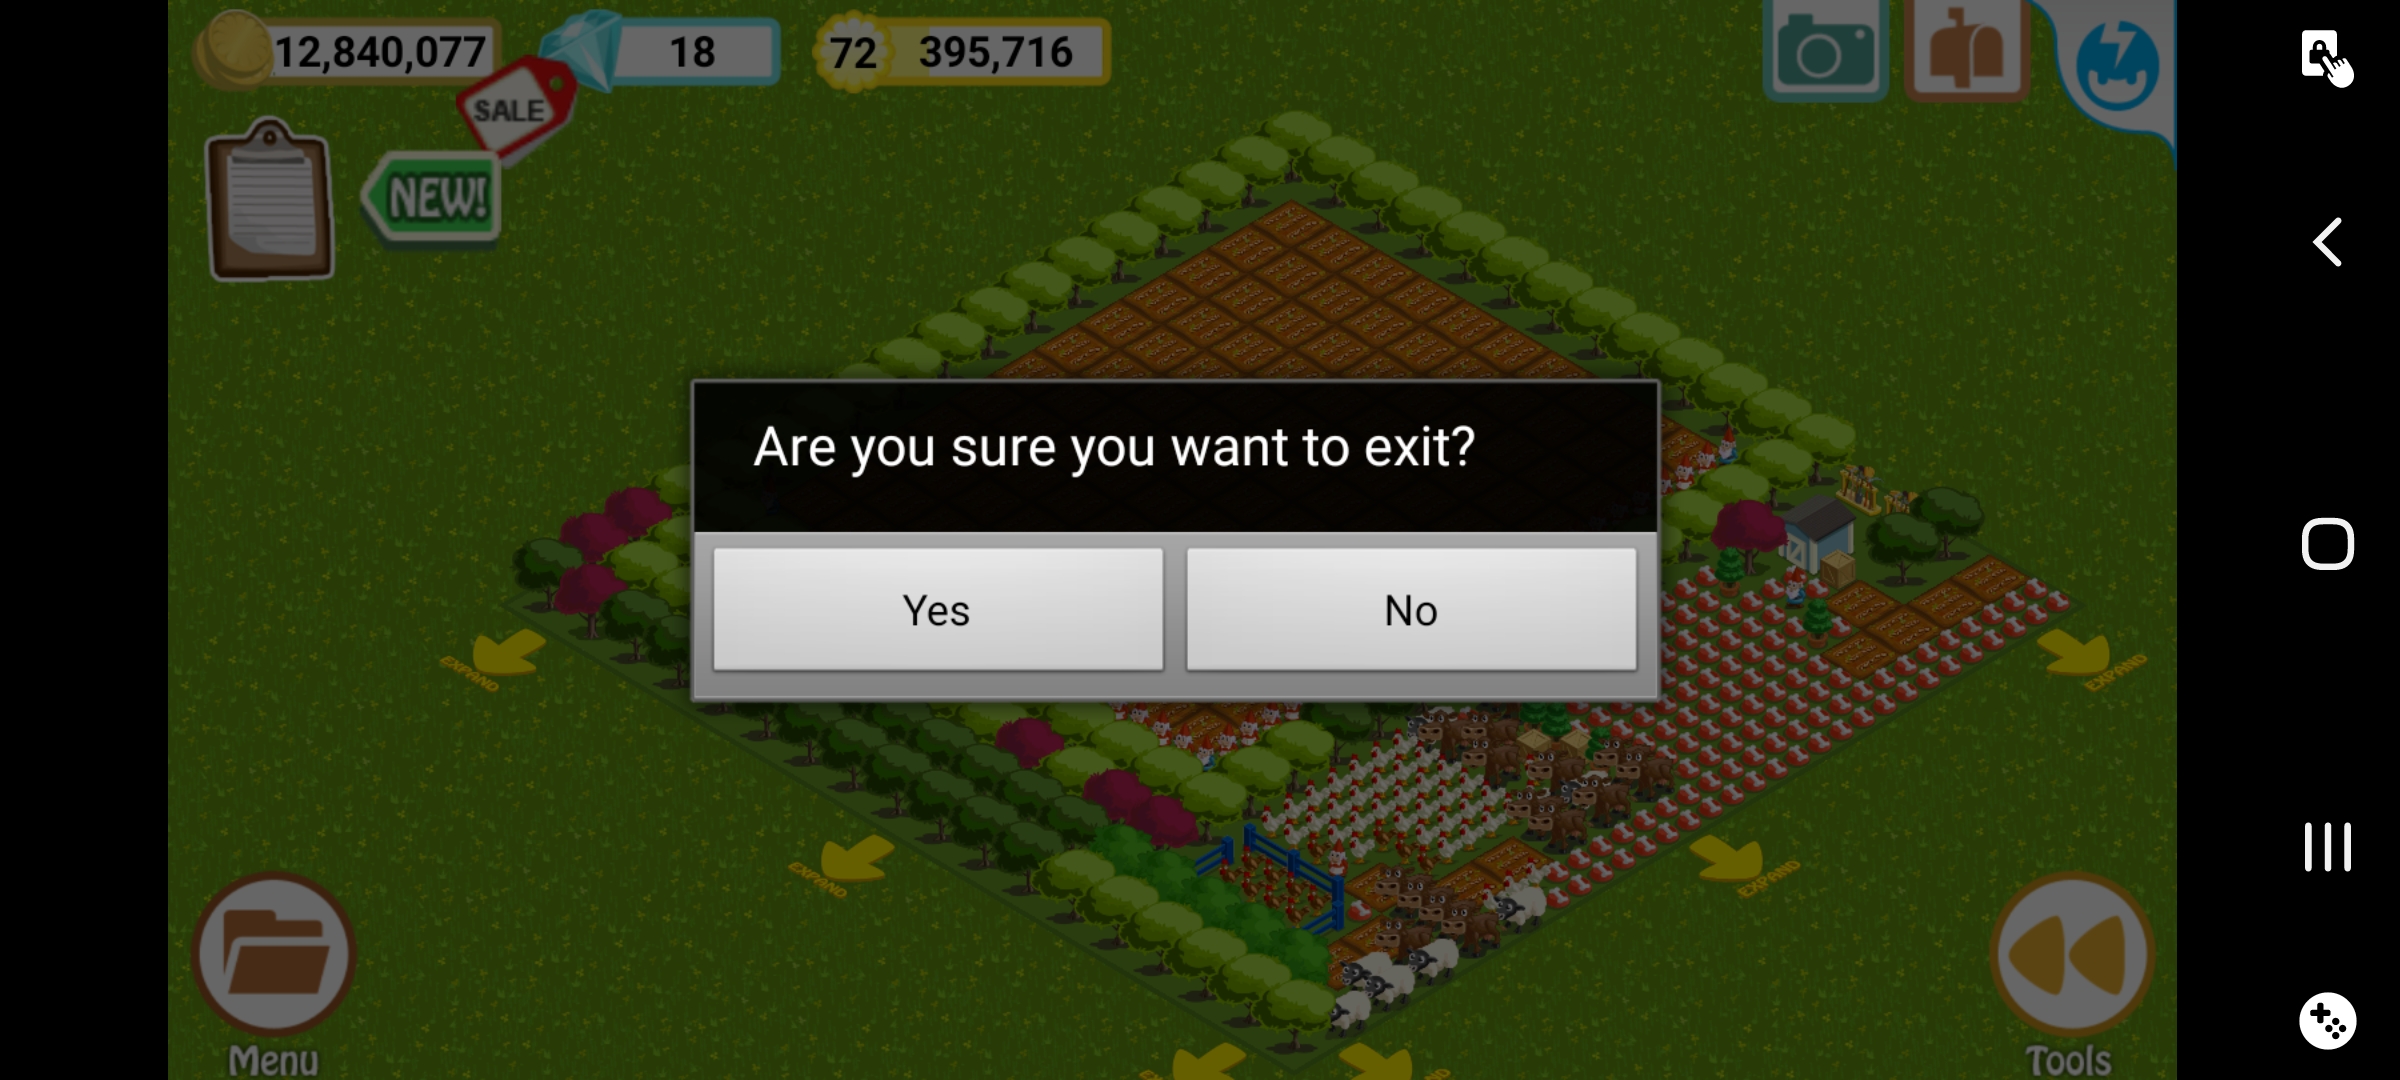 12,840,077
18
72 395,716
SALE
NEW!
Are you sure you want to exit?
Yes
No
EXPAND
EXPAND
EXPAND
EXPAND
Menu
Tools